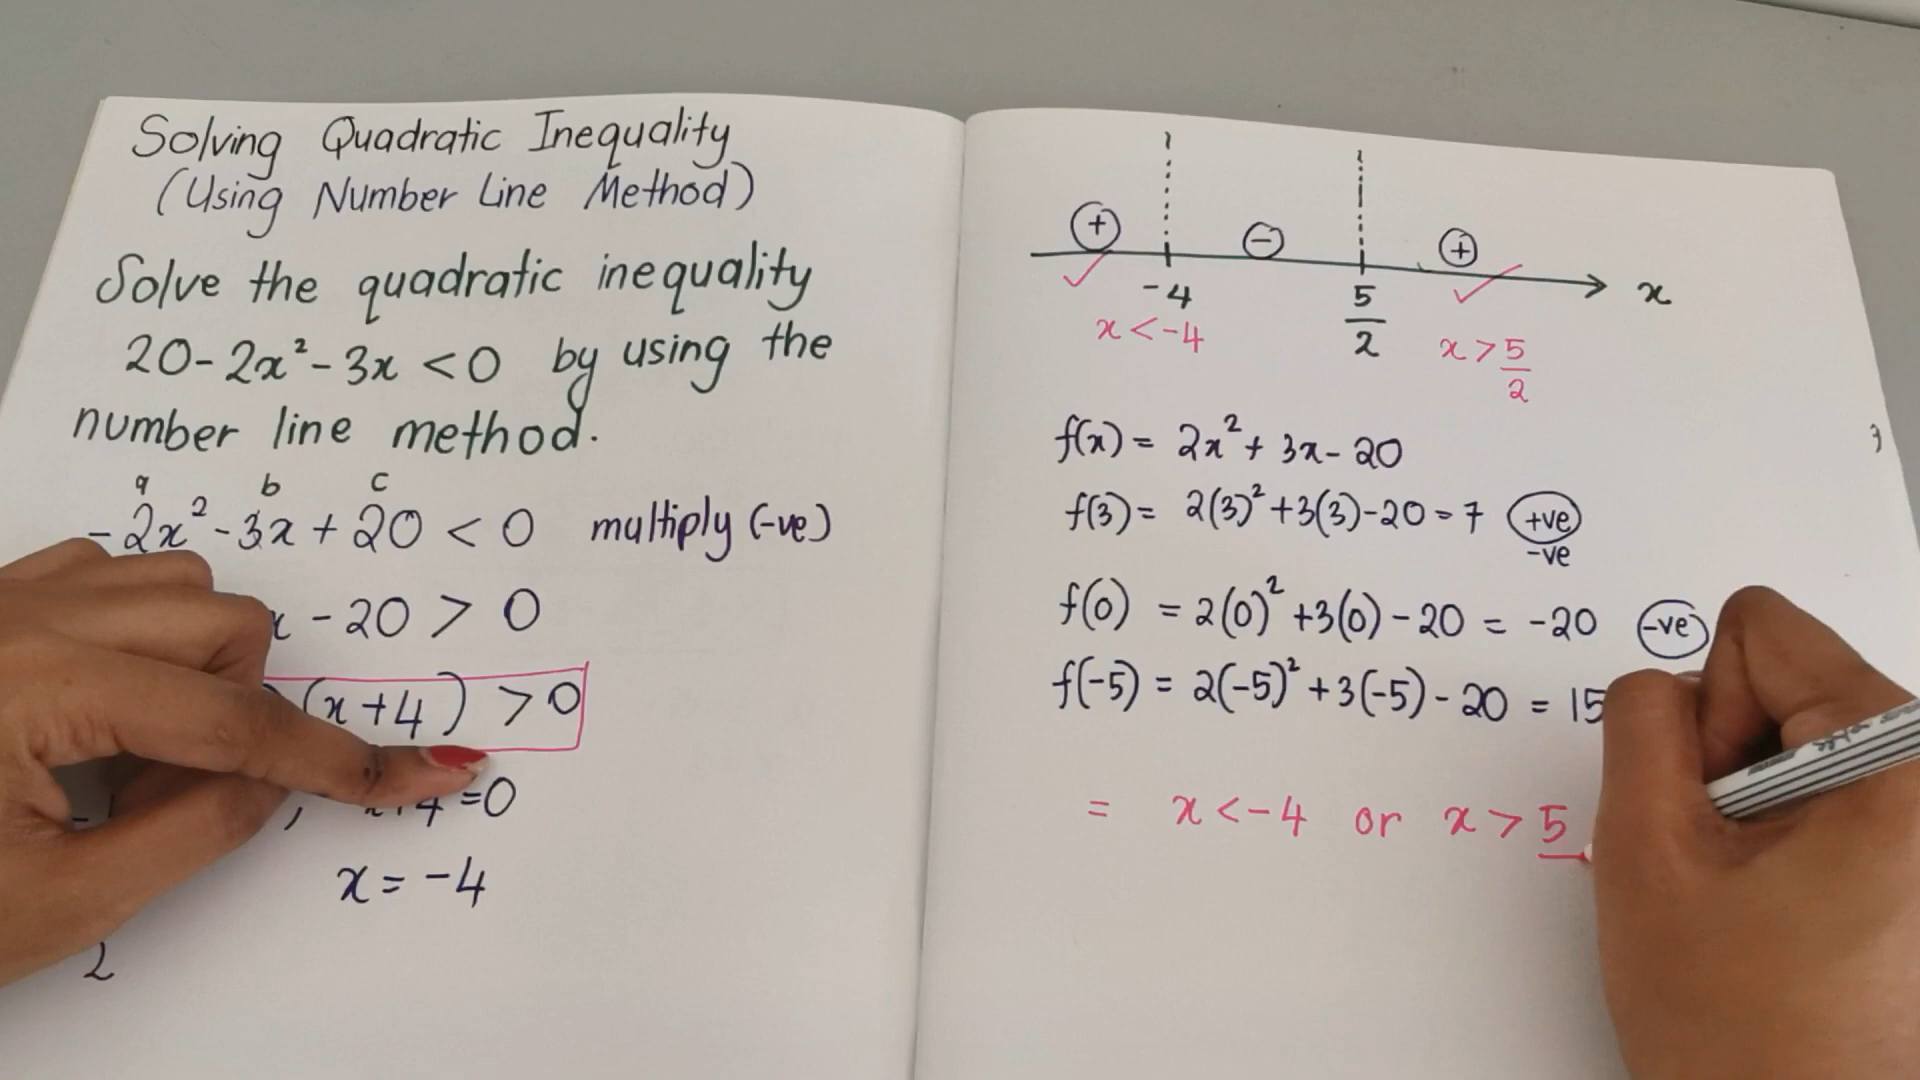 Solving Quadratic Inequality
(Using Number Line Method)
Solve the quadratic inequality
20-2x²-3x < 0 by using the
number line method.
a b c
-2x²-3x+20 < 0 multiply (-ve)
x-20 > 0
(x+4) > 0
=0
x = -4
2
+ - +
-4 5/2 x
x < -4 x > 5/2
f(x) = 2x²+3x-20
f(3) = 2(3)²+3(3)-20 = 7 +ve
-ve
f(0) = 2(0)²+3(0)-20 = -20 -ve
f(-5) = 2(-5)²+3(-5)-20 = 15
= x < -4 or x > 5